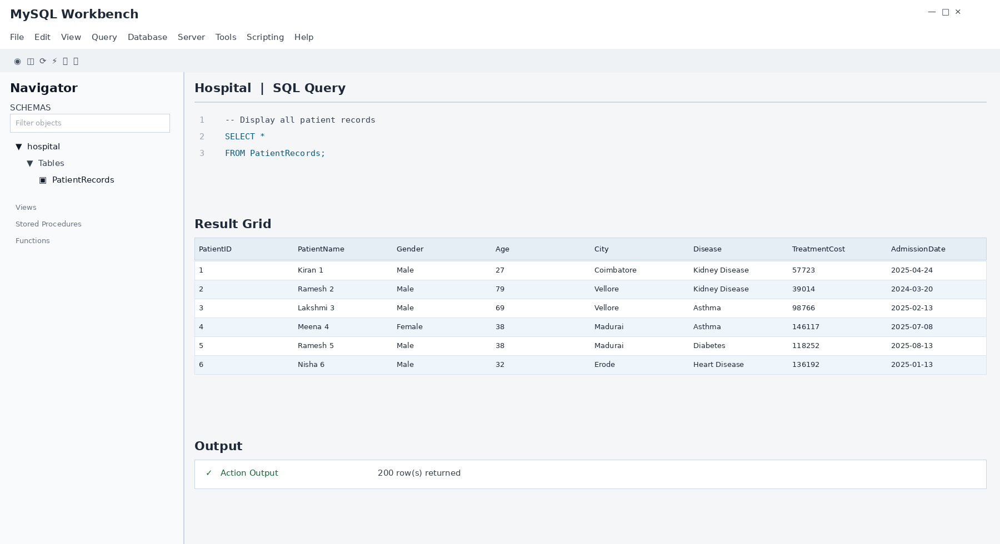 MySQL Workbench
— □ ×
File Edit View Query Database Server Tools Scripting Help
Navigator
SCHEMAS
Filter objects
▼ hospital
▼ Tables
▣ PatientRecords
Views
Stored Procedures
Functions
Hospital | SQL Query
1 -- Display all patient records
2 SELECT *
3 FROM PatientRecords;
Result Grid
PatientID PatientName Gender Age City Disease TreatmentCost AdmissionDate
1 Kiran 1 Male 27 Coimbatore Kidney Disease 57723 2025-04-24
2 Ramesh 2 Male 79 Vellore Kidney Disease 39014 2024-03-20
3 Lakshmi 3 Male 69 Vellore Asthma 98766 2025-02-13
4 Meena 4 Female 38 Madurai Asthma 146117 2025-07-08
5 Ramesh 5 Male 38 Madurai Diabetes 118252 2025-08-13
6 Nisha 6 Male 32 Erode Heart Disease 136192 2025-01-13
Output
✓ Action Output 200 row(s) returned